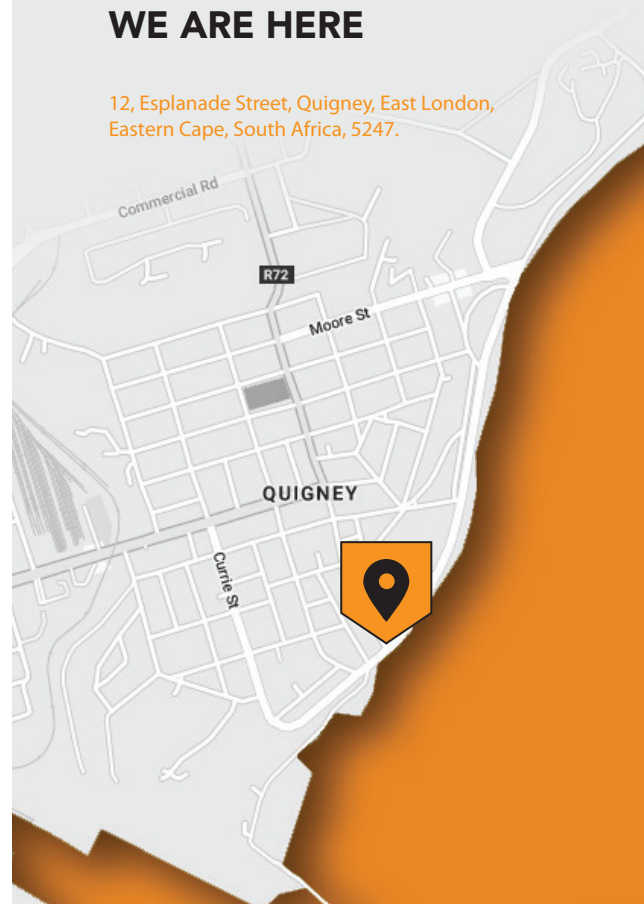 WE ARE HERE
12, Esplanade Street, Quigney, East London,
Eastern Cape, South Africa, 5247.
Commercial Rd
R72
Moore St
QUIGNEY
Currie St